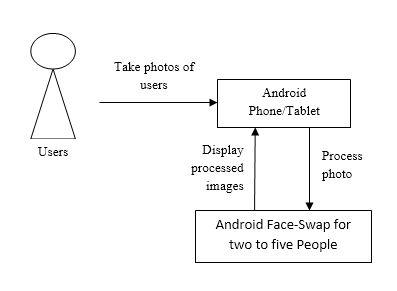 Take photos of
users
Android
Phone/Tablet
Users
Display
processed
images
Process
photo
Android Face-Swap for
two to five People